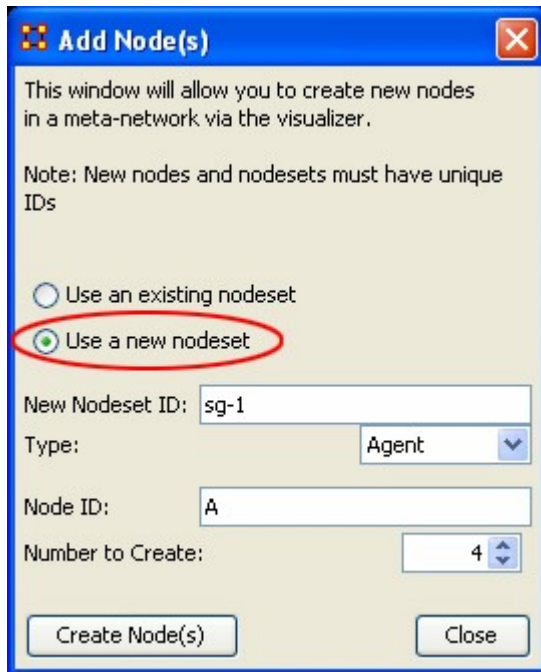 Add Node(s)
This window will allow you to create new nodes
in a meta-network via the visualizer.
Note: New nodes and nodesets must have unique
IDs
Use an existing nodeset
Use a new nodeset
New Nodeset ID: sg-1
Type: Agent
Node ID: A
Number to Create: 4
Create Node(s) Close